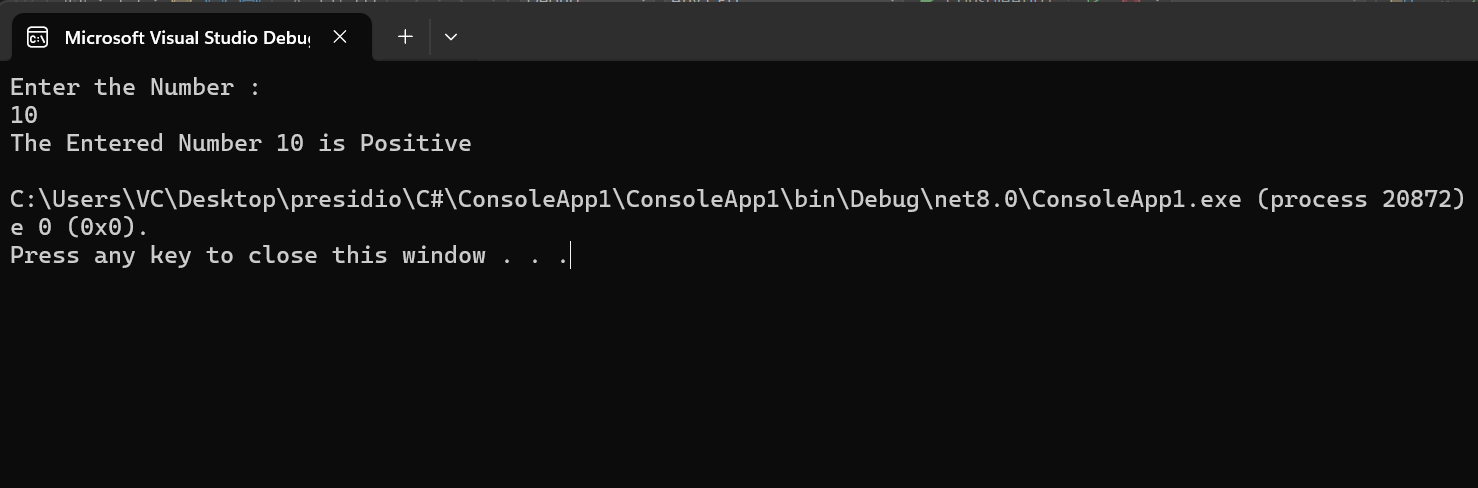 Microsoft Visual Studio Debu
Enter the Number :
10
The Entered Number 10 is Positive
C:\Users\VC\Desktop\presidio\C#\ConsoleApp1\ConsoleApp1\bin\Debug\net8.0\ConsoleApp1.exe (process 20872)
e 0 (0x0).
Press any key to close this window . . .